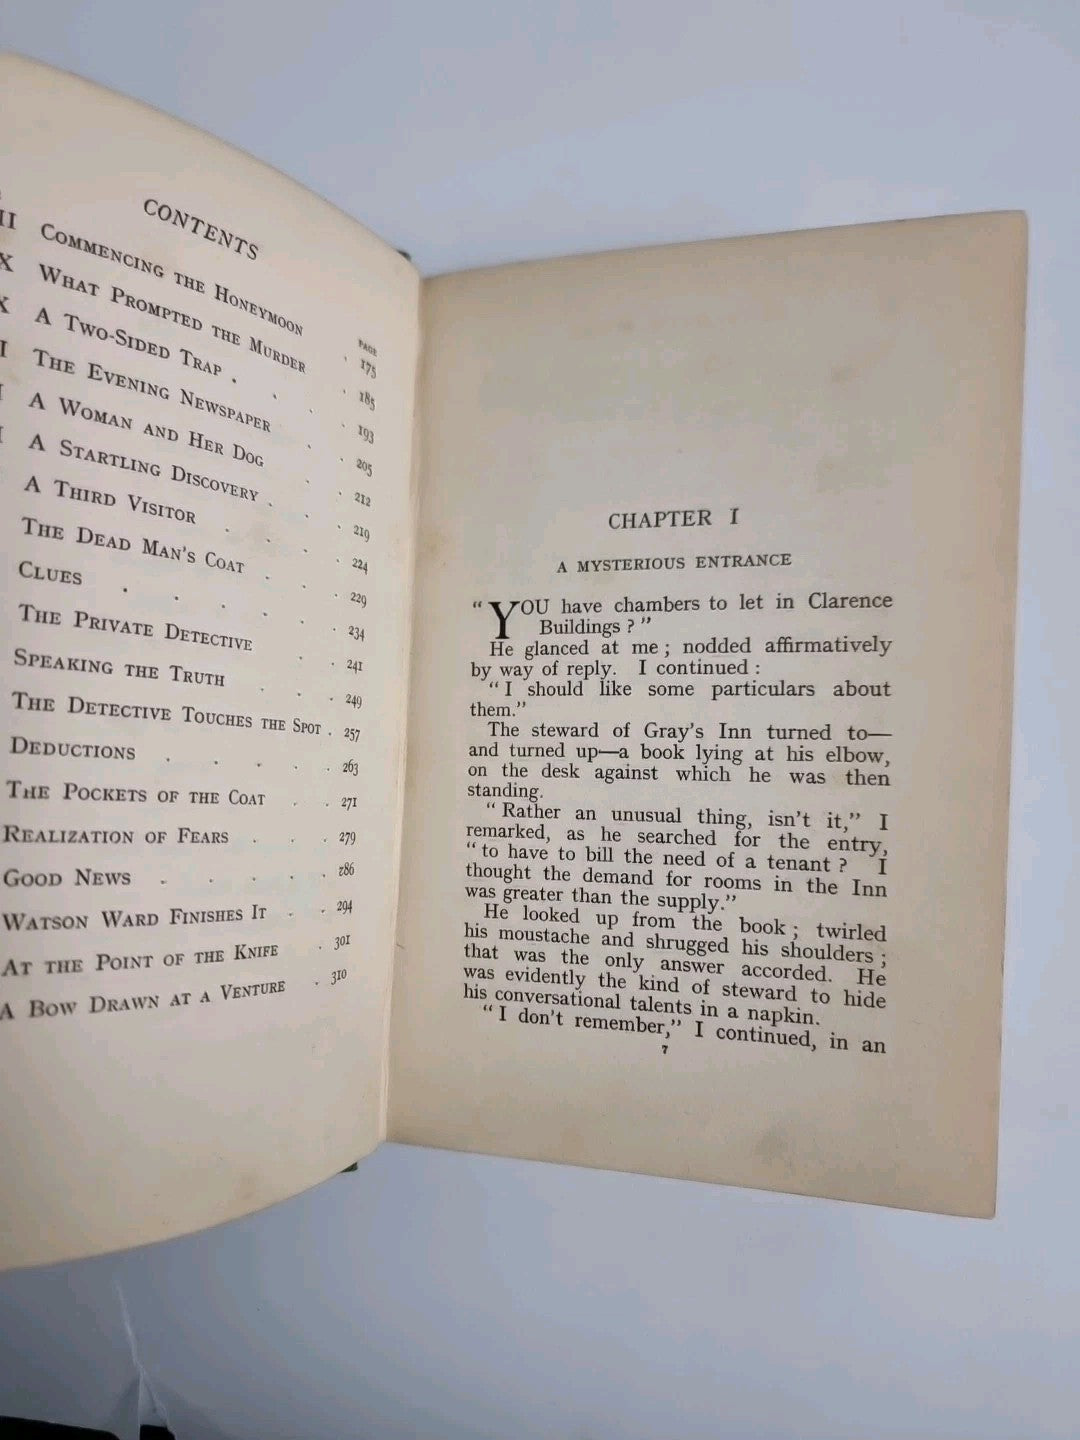 CONTENTS
PAGE
II COMMENCING THE HONEYMOON . 175
X WHAT PROMPTED THE MURDER . 185
X A TWO-SIDED TRAP . . . . 193
I THE EVENING NEWSPAPER . . 205
I A WOMAN AND HER DOG . . 212
I A STARTLING DISCOVERY . . . 219
A THIRD VISITOR . . . . 224
THE DEAD MAN'S COAT . . . 229
CLUES . . . . . . 234
THE PRIVATE DETECTIVE . . 241
SPEAKING THE TRUTH . . . 249
THE DETECTIVE TOUCHES THE SPOT . 257
DEDUCTIONS . . . . . 263
THE POCKETS OF THE COAT . . 271
REALIZATION OF FEARS . . . 279
GOOD NEWS . . . . . 286
WATSON WARD FINISHES IT . . 294
AT THE POINT OF THE KNIFE . 301
A BOW DRAWN AT A VENTURE . 310
CHAPTER I
A MYSTERIOUS ENTRANCE
"YOU have chambers to let in Clarence
Buildings?"
He glanced at me; nodded affirmatively
by way of reply. I continued:
"I should like some particulars about
them."
The steward of Gray's Inn turned to—
and turned up—a book lying at his elbow,
on the desk against which he was then
standing.
"Rather an unusual thing, isn't it," I
remarked, as he searched for the entry,
"to have to bill the need of a tenant? I
thought the demand for rooms in the Inn
was greater than the supply."
He looked up from the book; twirled
his moustache and shrugged his shoulders;
that was the only answer accorded. He
was evidently the kind of steward to hide
his conversational talents in a napkin.
"I don't remember," I continued, in an
7